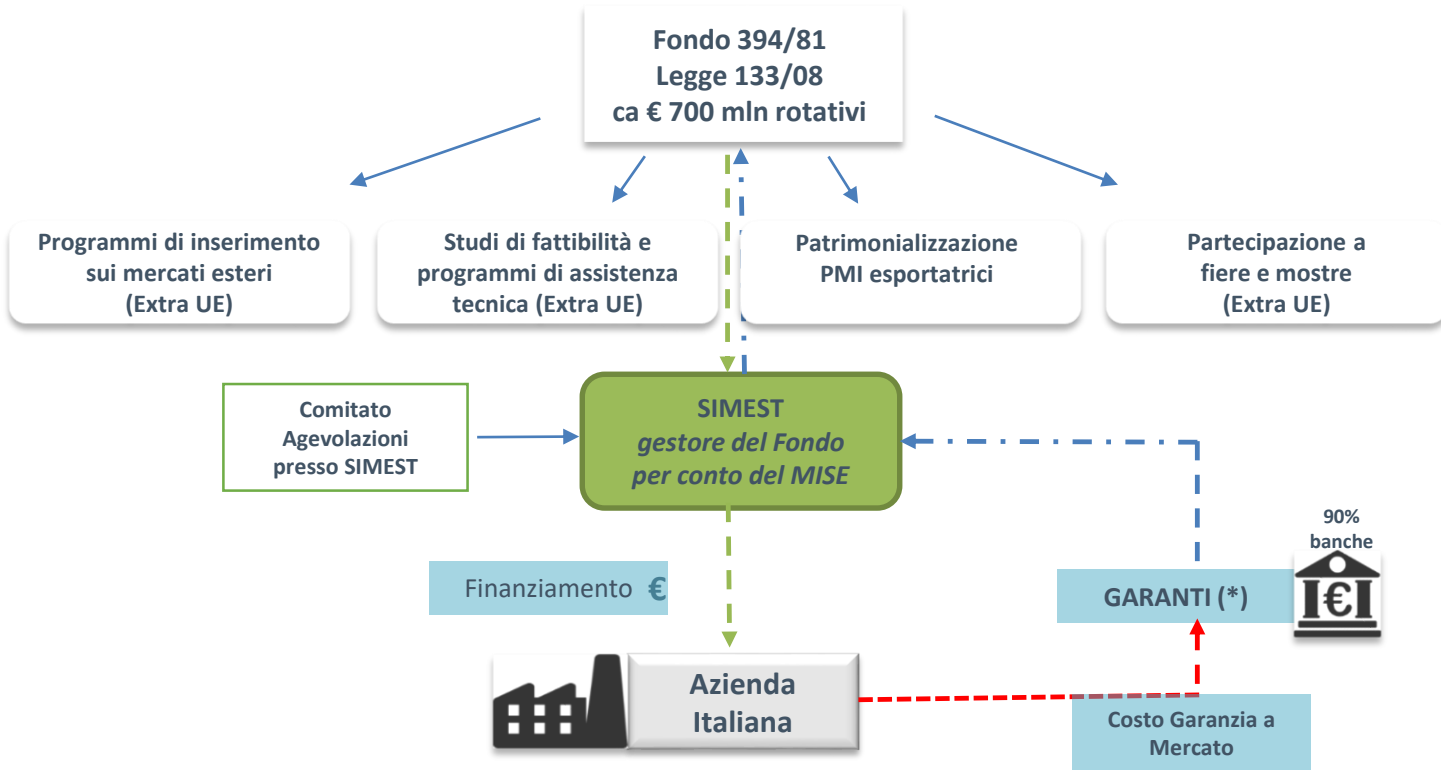 Fondo 394/81
Legge 133/08
ca € 700 mln rotativi
Programmi di inserimento
sui mercati esteri
(Extra UE)
Studi di fattibilità e
programmi di assistenza
tecnica (Extra UE)
Patrimonializzazione
PMI esportatrici
Partecipazione a
fiere e mostre
(Extra UE)
Comitato
Agevolazioni
presso SIMEST
SIMEST
gestore del Fondo
per conto del MISE
90%
banche
Finanziamento €
GARANTI (*)
I€I
Azienda
Italiana
Costo Garanzia a
Mercato